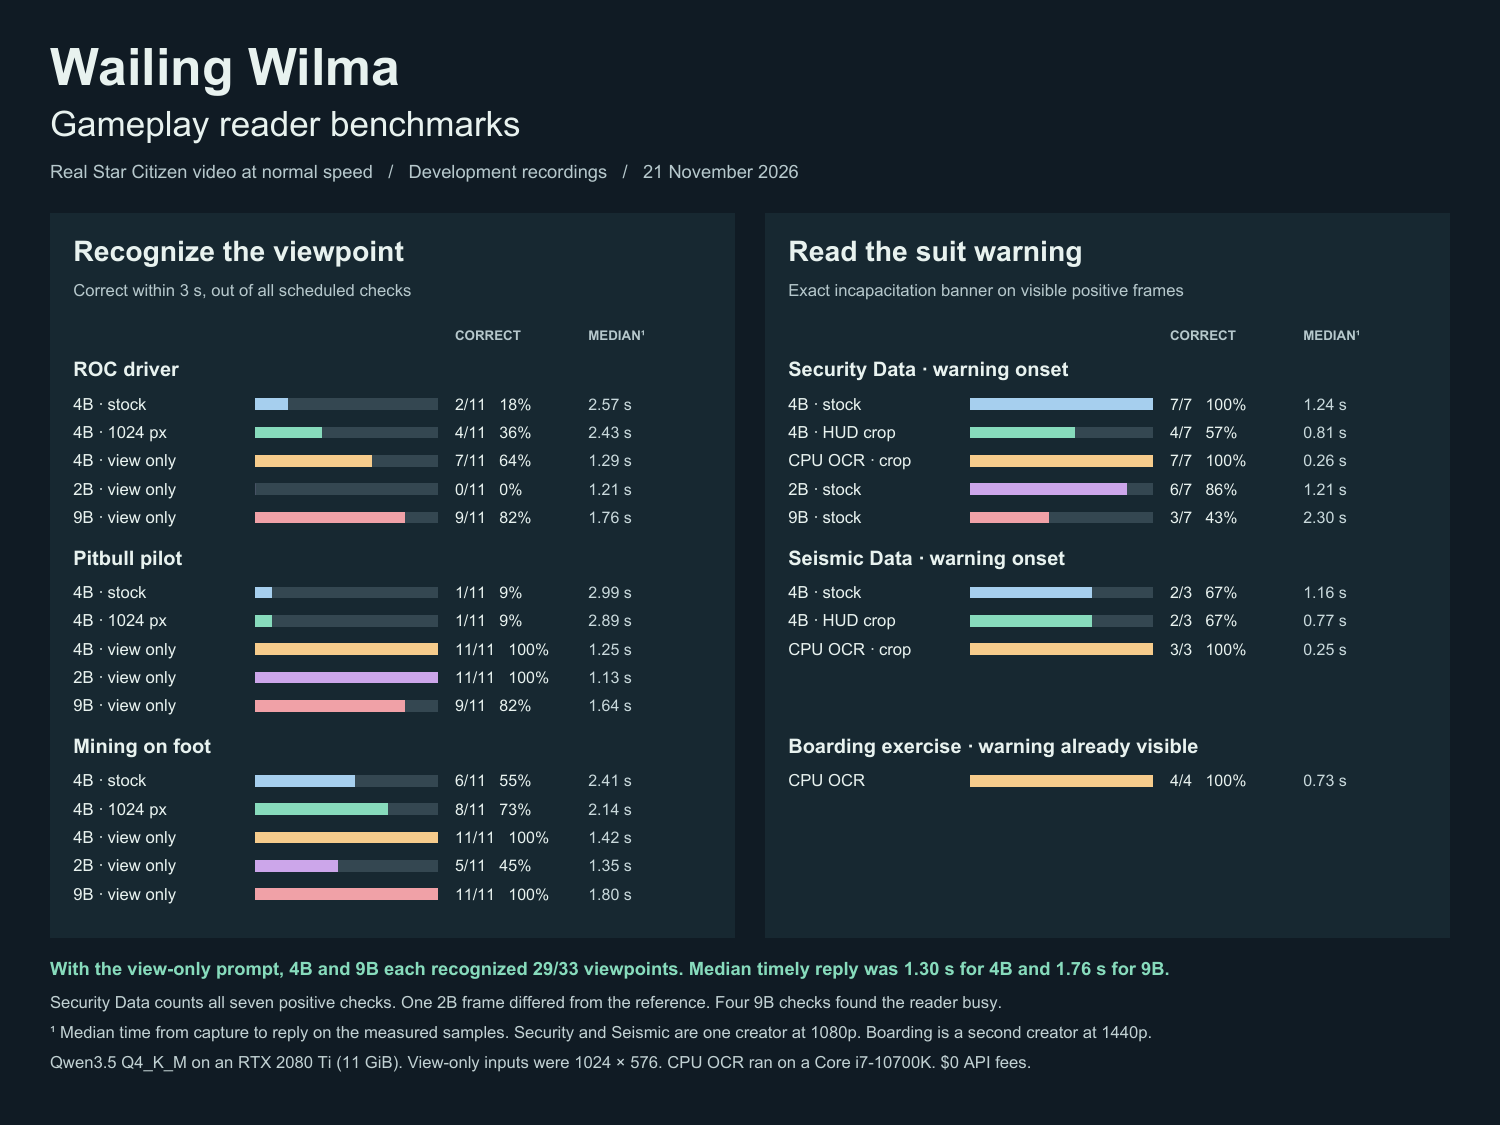 Wailing Wilma
Gameplay reader benchmarks
Real Star Citizen video at normal speed / Development recordings / 21 November 2026
Recognize the viewpoint
Correct within 3 s, out of all scheduled checks
CORRECT MEDIAN¹
ROC driver
4B · stock 2/11 18% 2.57 s
4B · 1024 px 4/11 36% 2.43 s
4B · view only 7/11 64% 1.29 s
2B · view only 0/11 0% 1.21 s
9B · view only 9/11 82% 1.76 s
Pitbull pilot
4B · stock 1/11 9% 2.99 s
4B · 1024 px 1/11 9% 2.89 s
4B · view only 11/11 100% 1.25 s
2B · view only 11/11 100% 1.13 s
9B · view only 9/11 82% 1.64 s
Mining on foot
4B · stock 6/11 55% 2.41 s
4B · 1024 px 8/11 73% 2.14 s
4B · view only 11/11 100% 1.42 s
2B · view only 5/11 45% 1.35 s
9B · view only 11/11 100% 1.80 s
Read the suit warning
Exact incapacitation banner on visible positive frames
CORRECT MEDIAN¹
Security Data · warning onset
4B · stock 7/7 100% 1.24 s
4B · HUD crop 4/7 57% 0.81 s
CPU OCR · crop 7/7 100% 0.26 s
2B · stock 6/7 86% 1.21 s
9B · stock 3/7 43% 2.30 s
Seismic Data · warning onset
4B · stock 2/3 67% 1.16 s
4B · HUD crop 2/3 67% 0.77 s
CPU OCR · crop 3/3 100% 0.25 s
Boarding exercise · warning already visible
CPU OCR 4/4 100% 0.73 s
With the view-only prompt, 4B and 9B each recognized 29/33 viewpoints. Median timely reply was 1.30 s for 4B and 1.76 s for 9B.
Security Data counts all seven positive checks. One 2B frame differed from the reference. Four 9B checks found the reader busy.
¹ Median time from capture to reply on the measured samples. Security and Seismic are one creator at 1080p. Boarding is a second creator at 1440p.
Qwen3.5 Q4_K_M on an RTX 2080 Ti (11 GiB). View-only inputs were 1024 × 576. CPU OCR ran on a Core i7-10700K. $0 API fees.